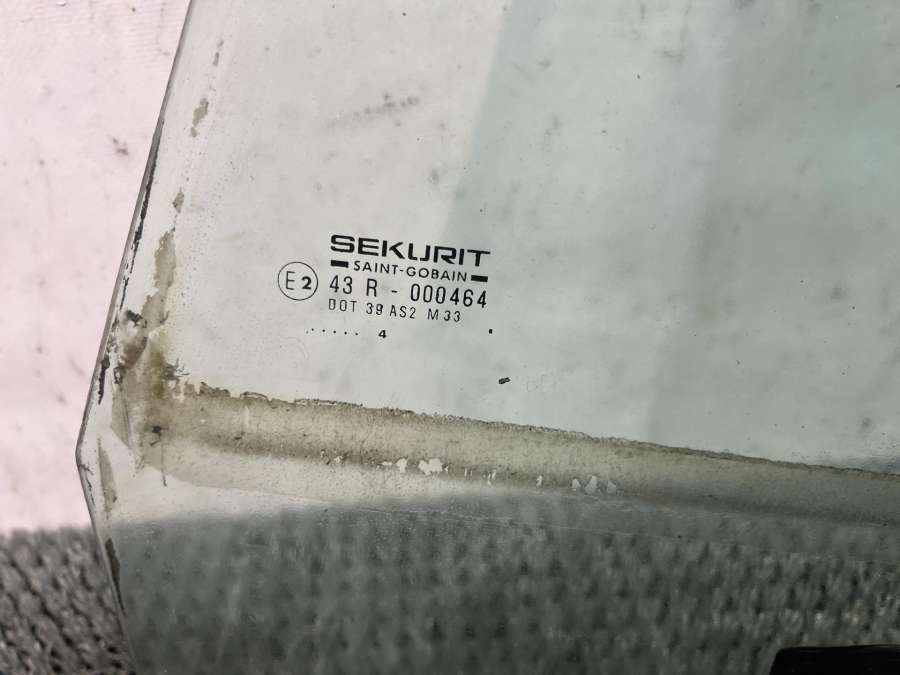 SEKURIT
SAINT-GOBAIN
E2 43 R - 000464
DOT 39 AS2 M33
..... 4 .